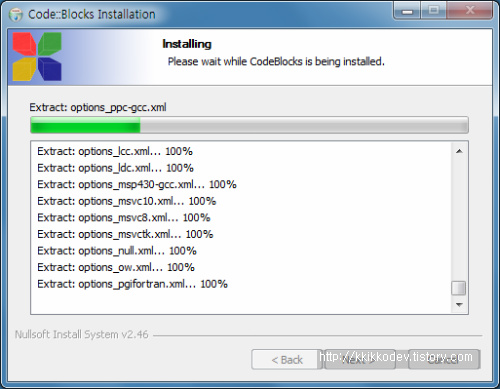 Code::Blocks Installation
Installing
Please wait while CodeBlocks is being installed.
Extract: options_ppc-gcc.xml
Extract: options_lcc.xml... 100%
Extract: options_ldc.xml... 100%
Extract: options_msp430-gcc.xml... 100%
Extract: options_msvc10.xml... 100%
Extract: options_msvc8.xml... 100%
Extract: options_msvctk.xml... 100%
Extract: options_null.xml... 100%
Extract: options_ow.xml... 100%
Extract: options_pgifortran.xml... 100%
Nullsoft Install System v2.46
< Back
http://kkikkodev.tistory.com